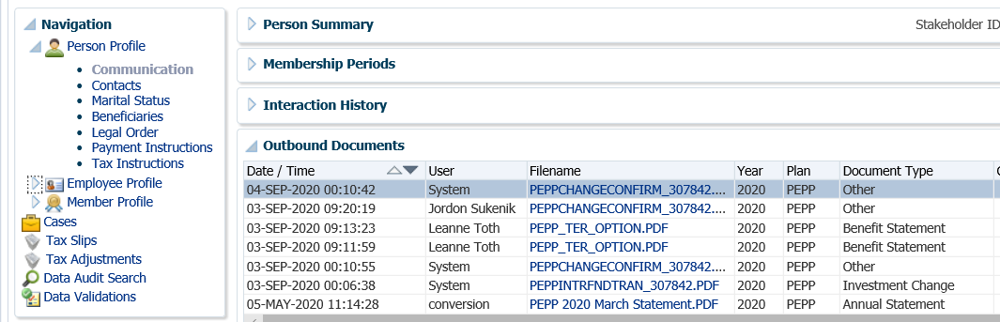 Navigation
Person Profile
Communication
Contacts
Marital Status
Beneficiaries
Legal Order
Payment Instructions
Tax Instructions
Employee Profile
Member Profile
Cases
Tax Slips
Tax Adjustments
Data Audit Search
Data Validations
Person Summary Stakeholder ID
Membership Periods
Interaction History
Outbound Documents
Date / Time User Filename Year Plan Document Type
04-SEP-2020 00:10:42 System PEPPCHANGECONFIRM_307842.... 2020 PEPP Other
03-SEP-2020 09:20:19 Jordon Sukenik PEPPCHANGECONFIRM_307842.... 2020 PEPP Other
03-SEP-2020 09:13:23 Leanne Toth PEPP_TER_OPTION.PDF 2020 PEPP Benefit Statement
03-SEP-2020 09:11:59 Leanne Toth PEPP_TER_OPTION.PDF 2020 PEPP Benefit Statement
03-SEP-2020 00:10:55 System PEPPCHANGECONFIRM_307842.... 2020 PEPP Other
03-SEP-2020 00:06:38 System PEPPINTRFNDTRAN_307842.PDF 2020 PEPP Investment Change
05-MAY-2020 11:14:28 conversion PEPP 2020 March Statement.PDF 2020 PEPP Annual Statement